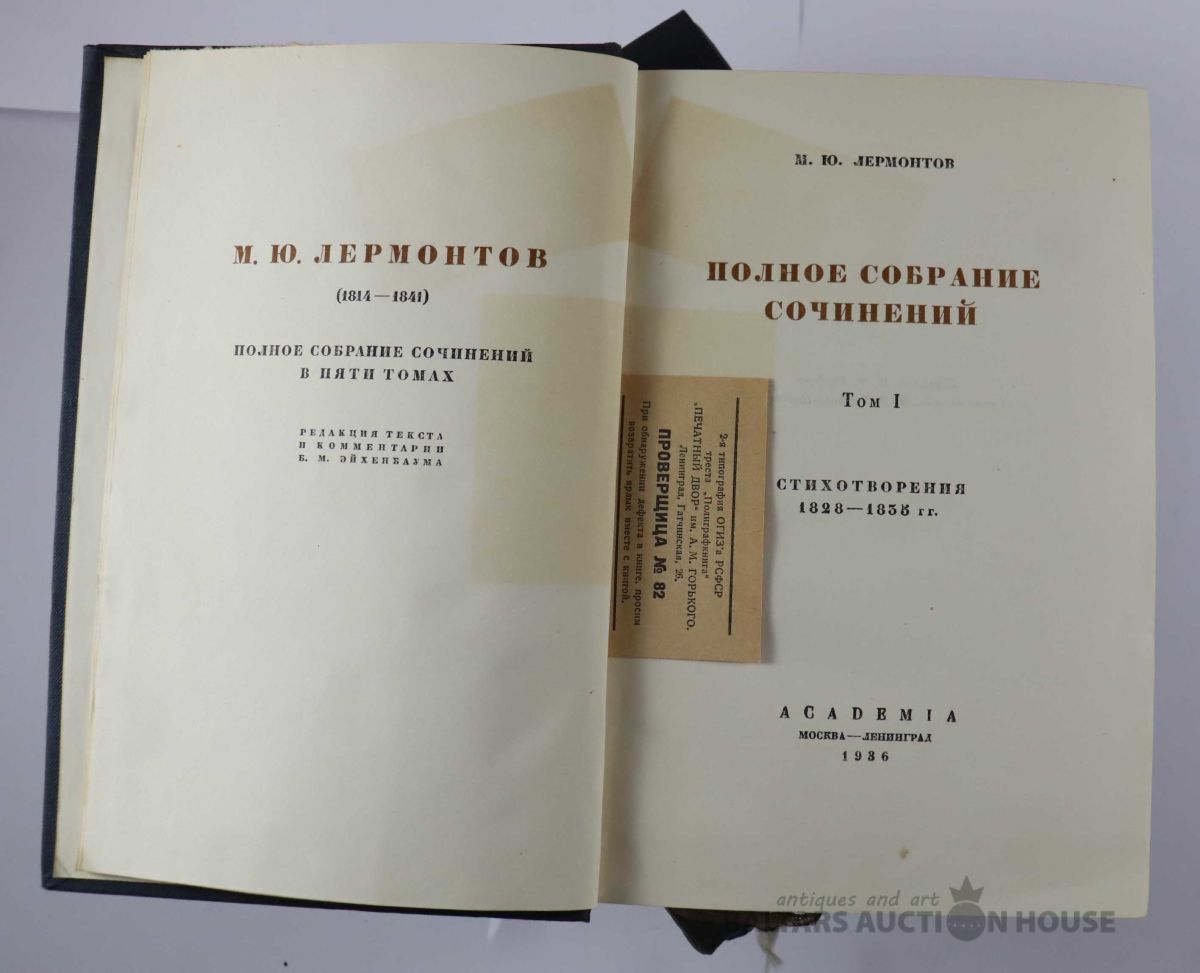 М. Ю. ЛЕРМОНТОВ
(1814—1841)
ПОЛНОЕ СОБРАНИЕ СОЧИНЕНИЙ
В ПЯТИ ТОМАХ
РЕДАКЦИЯ ТЕКСТА
И КОММЕНТАРИИ
Б. М. ЭЙХЕНБАУМА
2-я типография ОГИЗ'а РСФСР
треста „Полиграфкнига"
„ПЕЧАТНЫЙ ДВОР" им. А. М. ГОРЬКОГО.
Ленинград, Гатчинская, 26.
ПРОВЕРЩИЦА № 82
При обнаружении дефекта в книге, просим
возвратить ярлык вместе с книгой.
М. Ю. ЛЕРМОНТОВ
ПОЛНОЕ СОБРАНИЕ
СОЧИНЕНИЙ
Том I
СТИХОТВОРЕНИЯ
1828—1835 гг.
ACADEMIA
МОСКВА—ЛЕНИНГРАД
1936
antiques and art
BALTARS AUCTION HOUSE